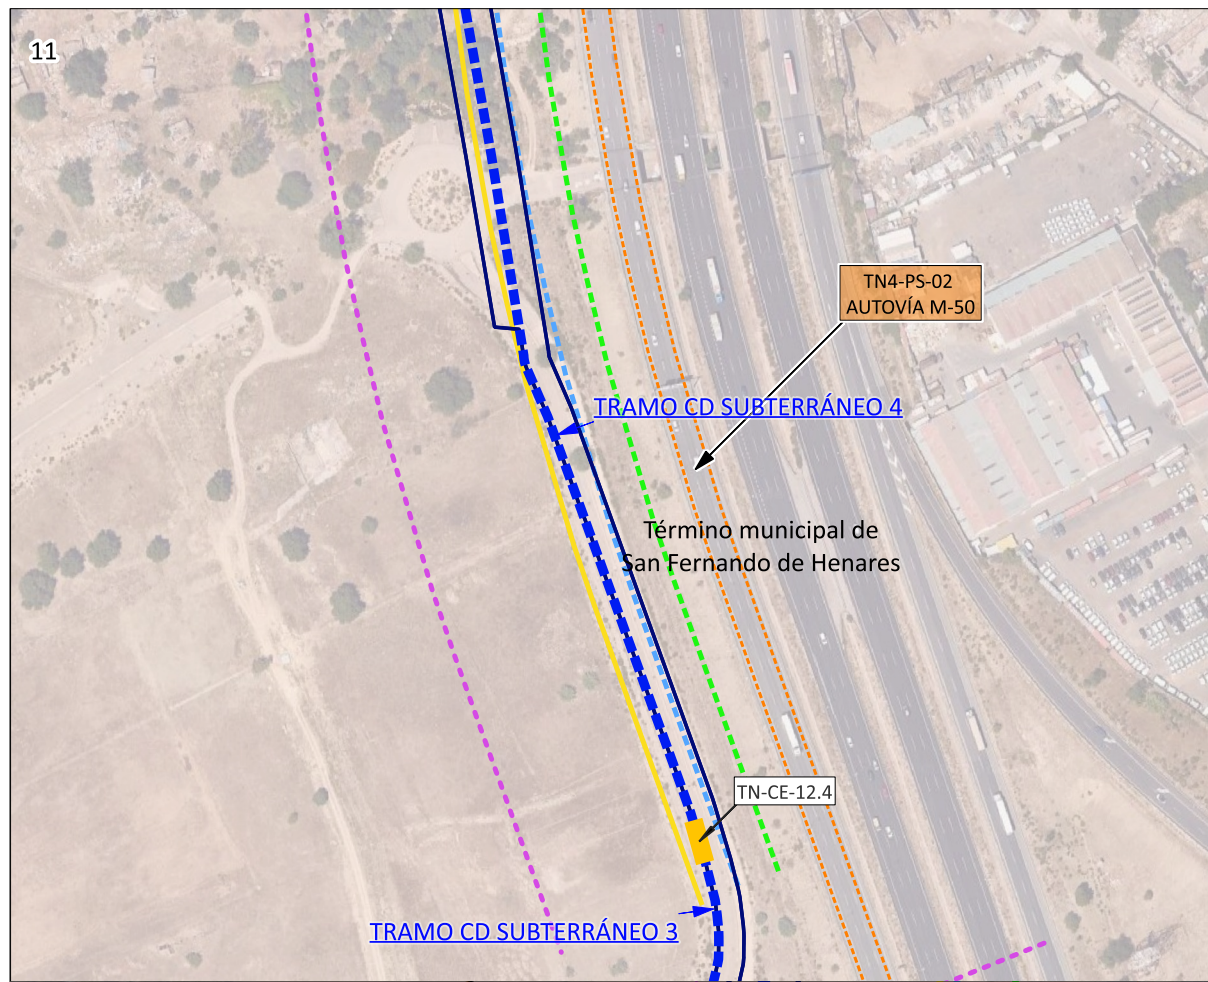 11
TN4-PS-02
AUTOVÍA M-50
TRAMO CD SUBTERRÁNEO 4
Término municipal de
San Fernando de Henares
TN-CE-12.4
TRAMO CD SUBTERRÁNEO 3